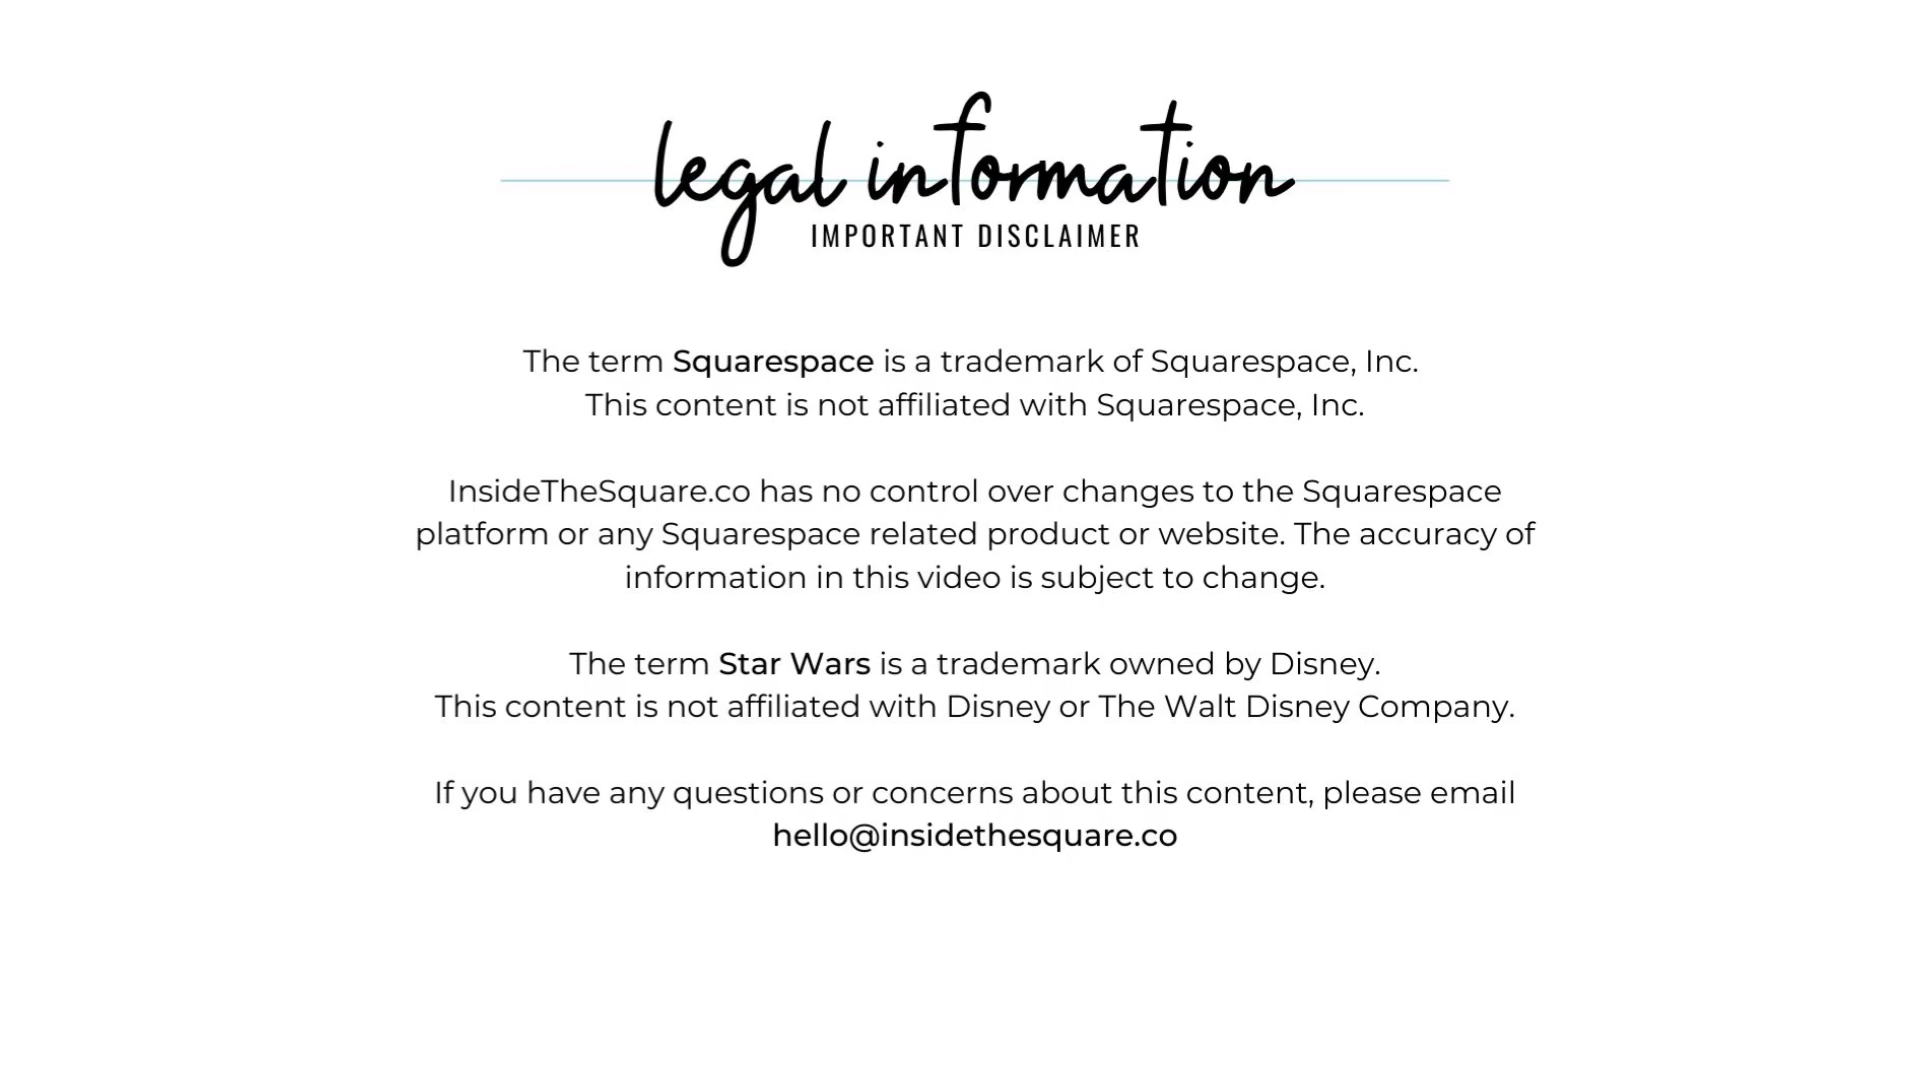 legal information
IMPORTANT DISCLAIMER
The term Squarespace is a trademark of Squarespace, Inc.
This content is not affiliated with Squarespace, Inc.
InsideTheSquare.co has no control over changes to the Squarespace
platform or any Squarespace related product or website. The accuracy of
information in this video is subject to change.
The term Star Wars is a trademark owned by Disney.
This content is not affiliated with Disney or The Walt Disney Company.
If you have any questions or concerns about this content, please email
hello@insidethesquare.co